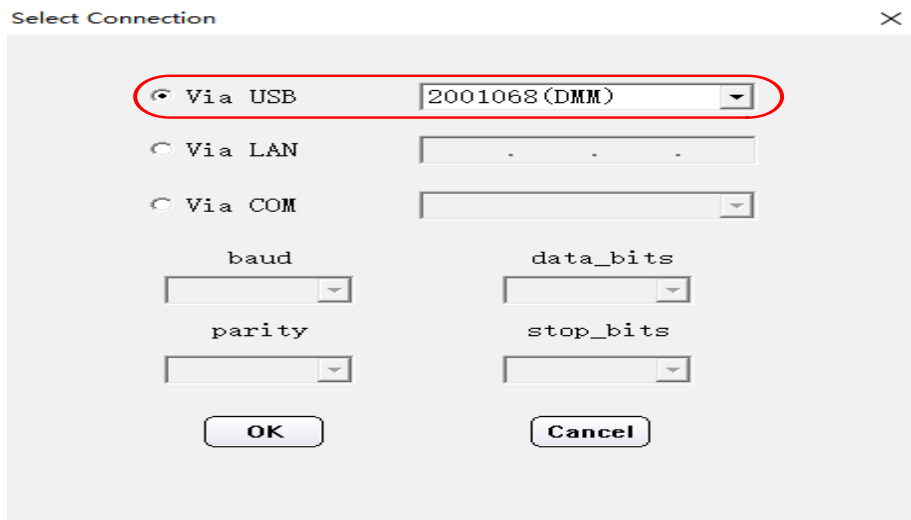 Select Connection
Via USB 2001068(DMM)
Via LAN . . .
Via COM
baud data_bits
parity stop_bits
OK Cancel